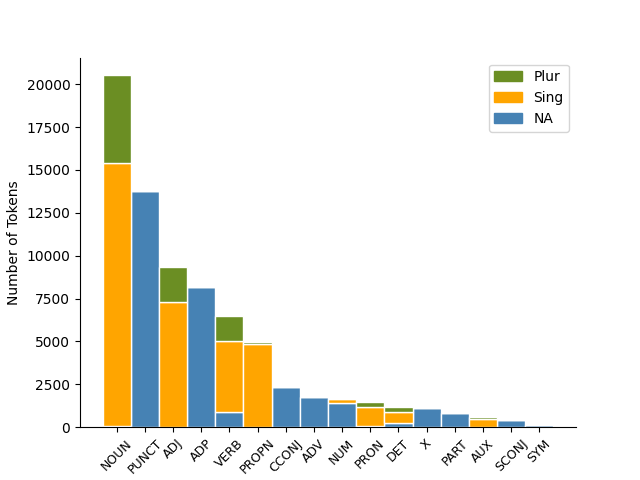 Plur
Sing
NA
Number of Tokens
20000
17500
15000
12500
10000
7500
5000
2500
0
NOUN
PUNCT
ADJ
ADP
VERB
PROPN
CCONJ
ADV
NUM
PRON
DET
X
PART
AUX
SCONJ
SYM